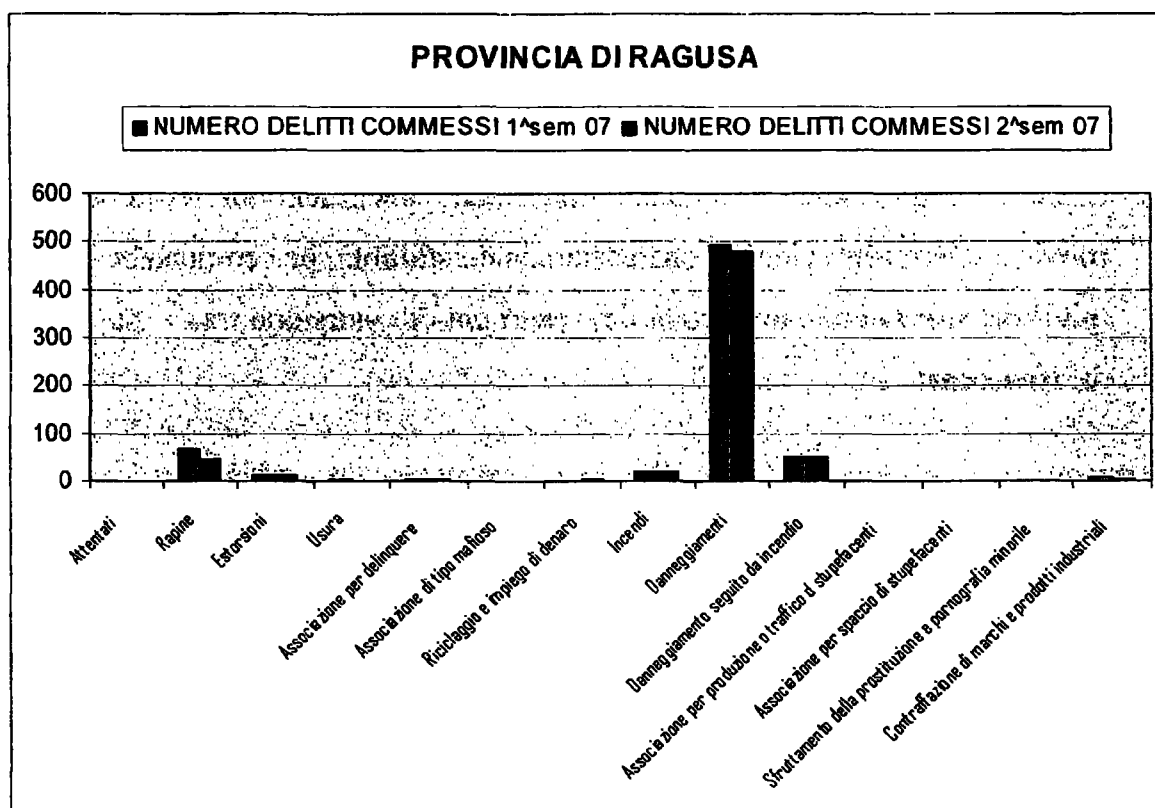 PROVINCIA DI RAGUSA
NUMERO DELITTI COMMESSI 1^sem 07 NUMERO DELITTI COMMESSI 2^sem 07
600
500
400
300
200
100
0
Attentati
Rapine
Estorsioni
Usura
Associazione per delinquere
Associazione di tipo mafioso
Riciclaggio e impiego di denaro
Incendi
Danneggiamenti
Danneggiamento seguito da incendio
Associazione per produzione o traffico di stupefacenti
Associazione per spaccio di stupefacenti
Sfruttamento della prostituzione e pornografia minorile
Contraffazione di marchi e prodotti industriali